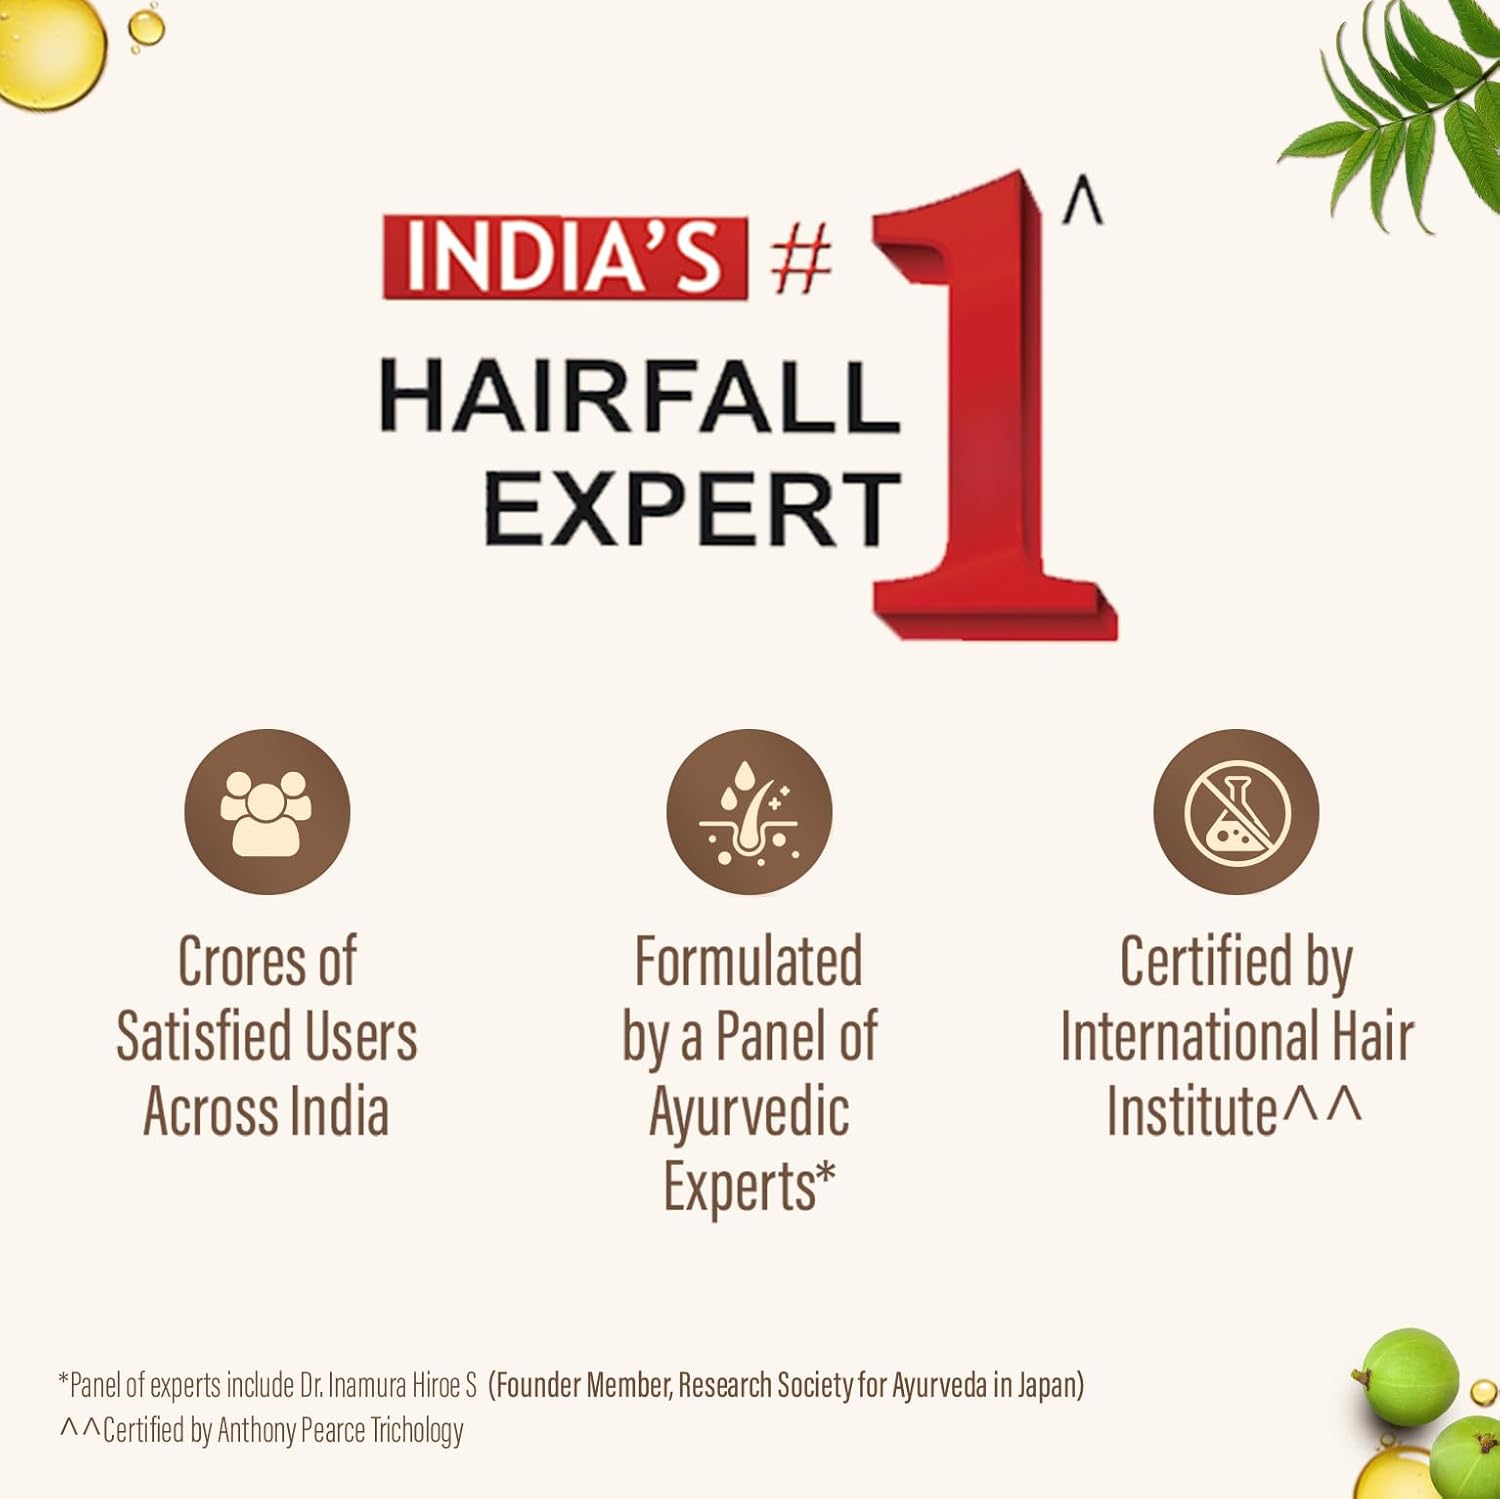 INDIA'S #1^
HAIRFALL
EXPERT
Crores of
Satisfied Users
Across India
Formulated
by a Panel of
Ayurvedic
Experts*
Certified by
International Hair
Institute^^
*Panel of experts include Dr. Inamura Hiroe S (Founder Member, Research Society for Ayurveda in Japan)
^^Certified by Anthony Pearce Trichology